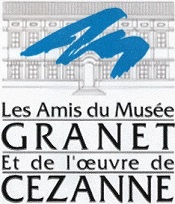 Les Amis du Musée
GRANET
Et de l'œuvre de
CEZANNE